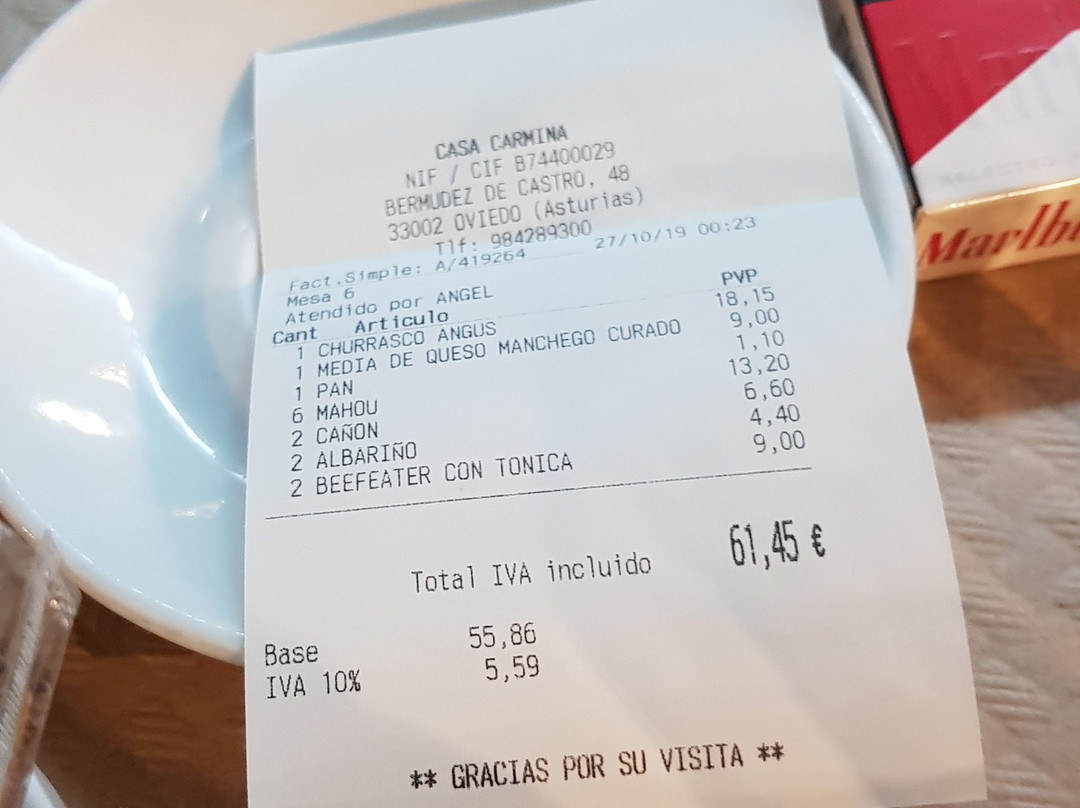 CASA CARMINA
NIF / CIF B74400029
BERMUDEZ DE CASTRO, 48
33002 OVIEDO (Asturias)
Tlf: 984289300
Fact.Simple: A/419264 27/10/19 00:23
Mesa 6
Atendido por ANGEL
Cant Articulo PVP
1 CHURRASCO ANGUS 18,15
1 MEDIA DE QUESO MANCHEGO CURADO 9,00
1 PAN 1,10
6 MAHOU 13,20
2 CAÑON 6,60
2 ALBARIÑO 4,40
2 BEEFEATER CON TONICA 9,00
Total IVA incluido 61,45 €
Base 55,86
IVA 10% 5,59
** GRACIAS POR SU VISITA **